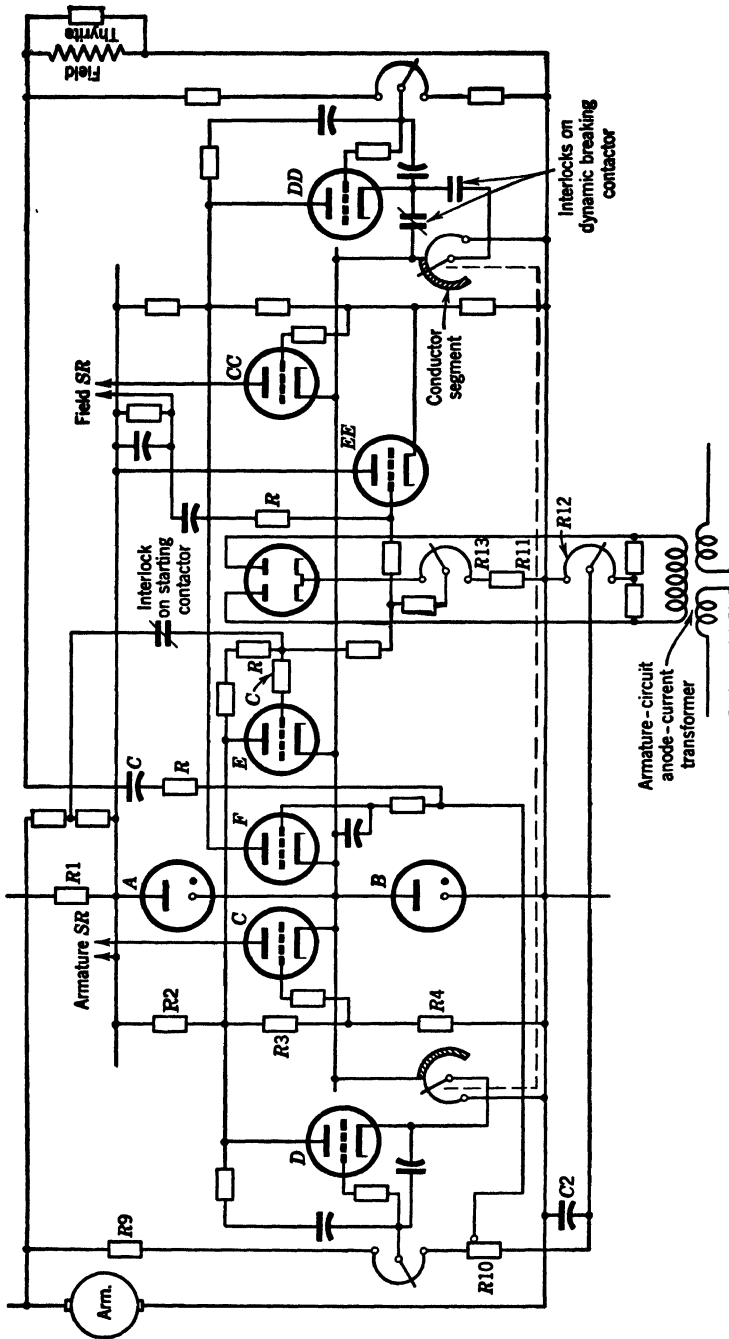 Thyrite
Field
DD
Interlocks on
dynamic breaking
contactor
Conductor
segment
CC
Field SR
EE
R
R13
R11
R12
Interlock
on starting
contactor
R
C
E
Armature-circuit
anode-current
transformer
C
R
F
R1
A
B
Armature SR
C
R2
R3
R4
D
C2
R9
R10
Arm.